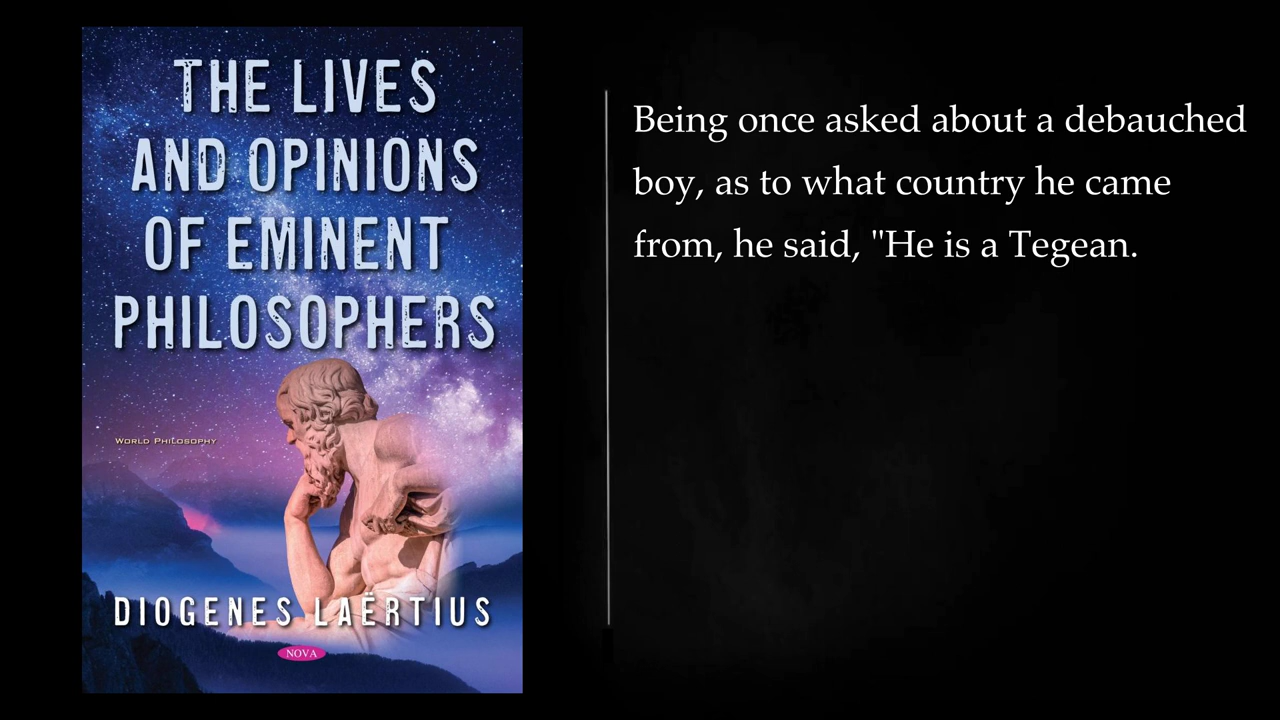 THE LIVES
AND OPINIONS
OF EMINENT
PHILOSOPHERS
WORLD PHILOSOPHY
DIOGENES LAËRTIUS
NOVA
Being once asked about a debauched
boy, as to what country he came
from, he said, "He is a Tegean.